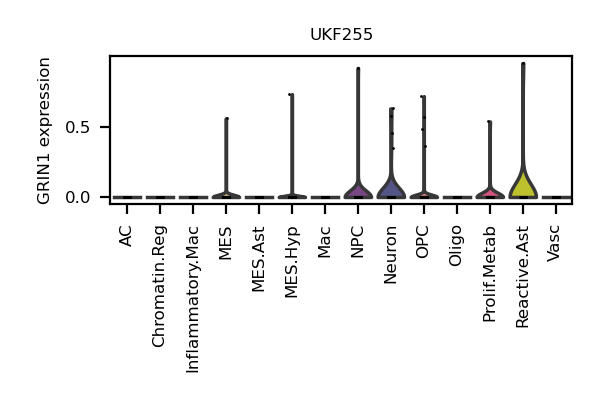 UKF255
GRIN1 expression
0.5
0.0
AC
Chromatin.Reg
Inflammatory.Mac
MES
MES.Ast
MES.Hyp
Mac
NPC
Neuron
OPC
Oligo
Prolif.Metab
Reactive.Ast
Vasc